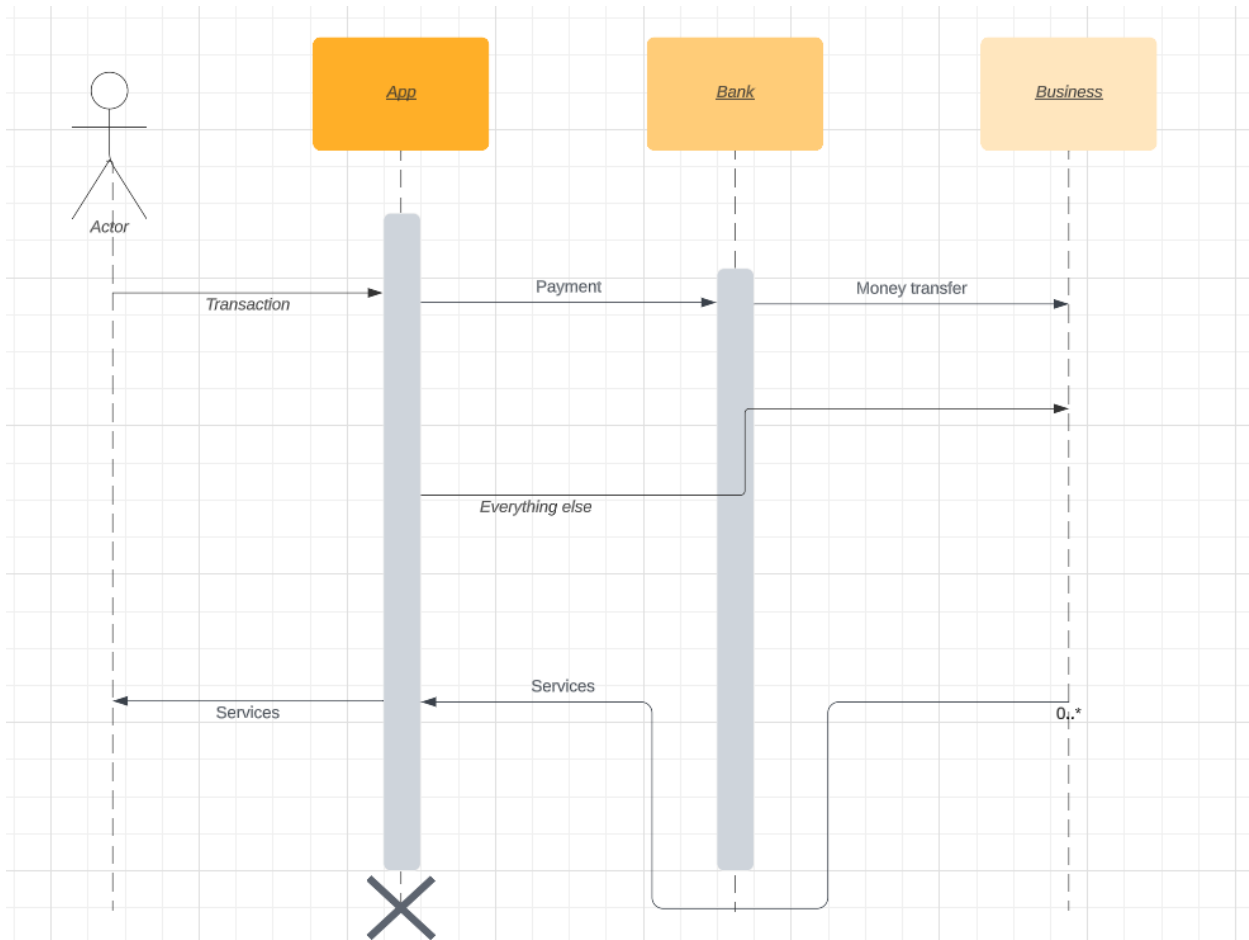 App
Bank
Business
Actor
Transaction
Payment
Money transfer
Everything else
Services
Services
0..*